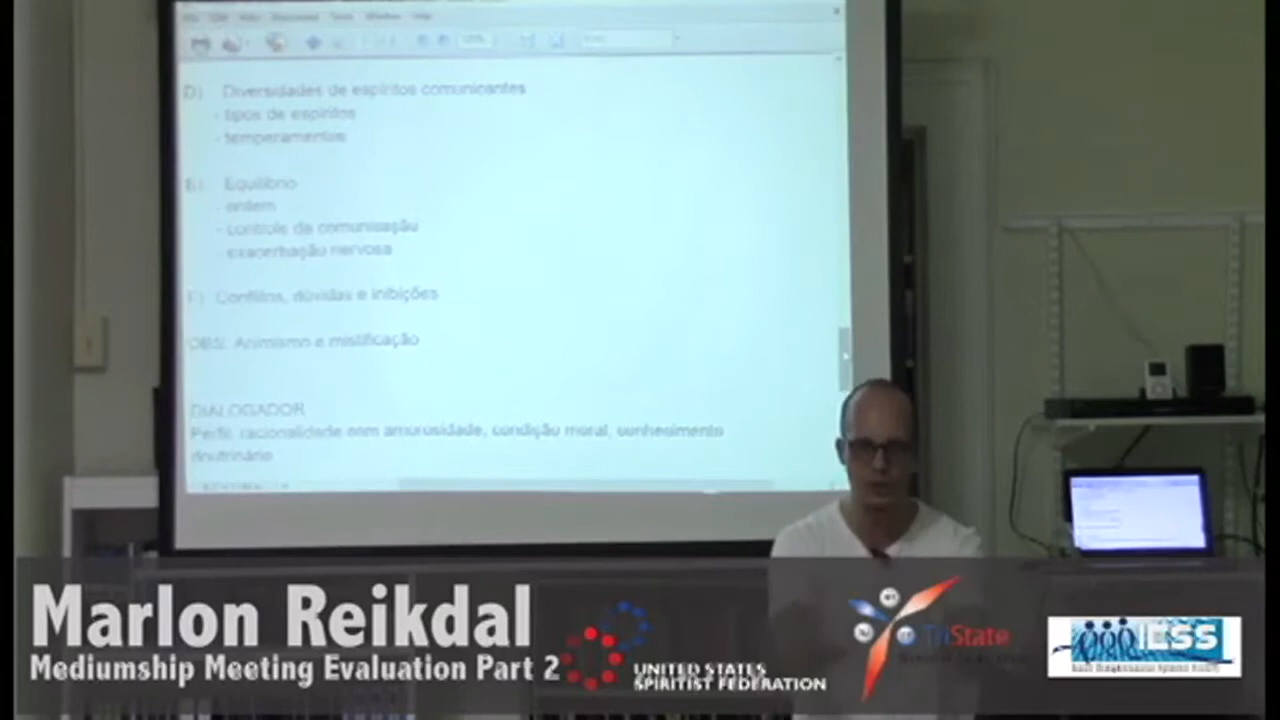 D) Diversidades de espíritos comunicantes
- tipos de espíritos
- temperamentos
E) Equilíbrio
- ordem
- controle da comunicação
- exacerbação nervosa
F) Conflitos, dúvidas e inibições
OBS: Animismo e mistificação
DIALOGADOR
Perfil: racionalidade com amorosidade, condição moral, conhecimento
doutrinário
Marlon Reikdal
Mediumship Meeting Evaluation Part 2
UNITED STATES
SPIRITIST FEDERATION
TriState